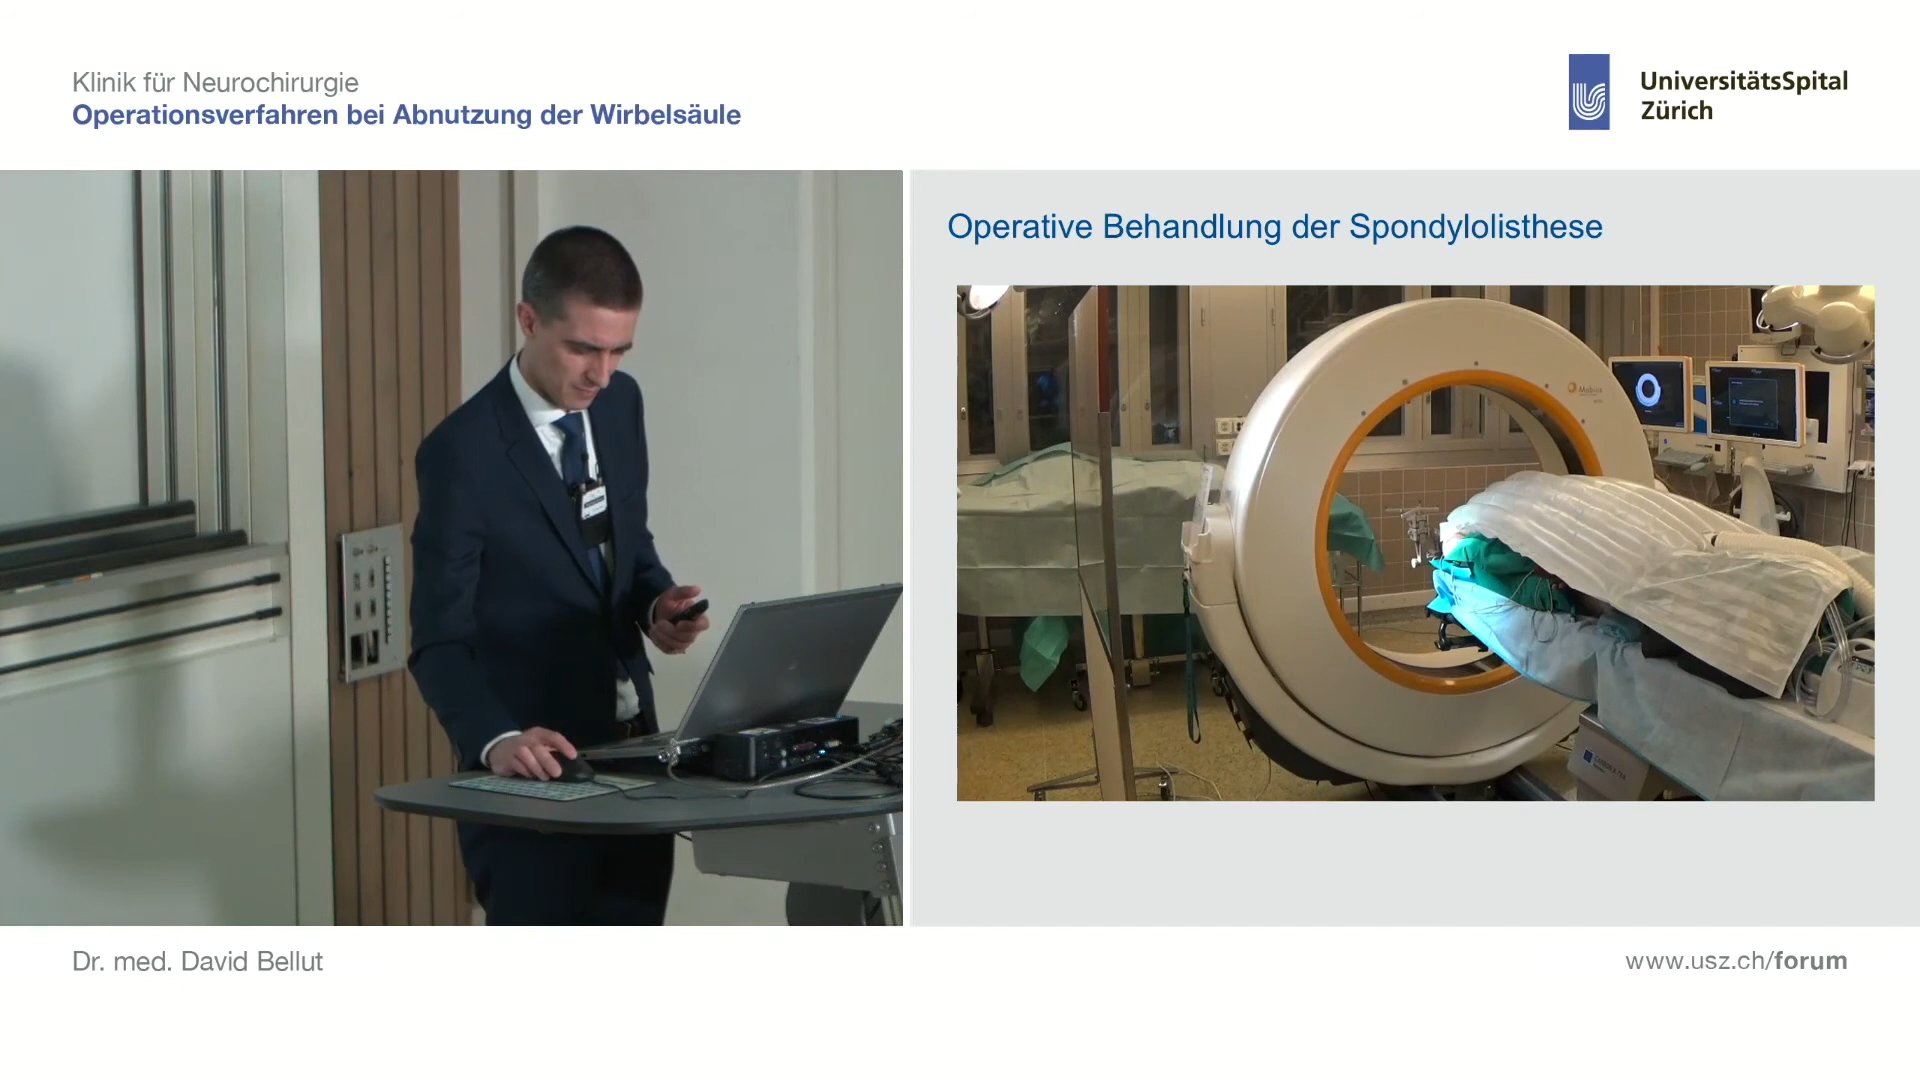 Klinik für Neurochirurgie
Operationsverfahren bei Abnutzung der Wirbelsäule
UniversitätsSpital
Zürich
Operative Behandlung der Spondylolisthese
Dr. med. David Bellut
www.usz.ch/forum